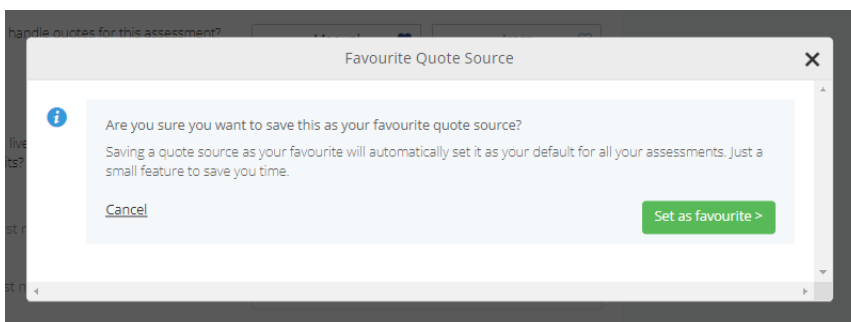 handle quotes for this assessment?
Favourite Quote Source
Are you sure you want to save this as your favourite quote source?
live
Saving a quote source as your favourite will automatically set it as your default for all your assessments. Just a
small feature to save you time.
Cancel
Set as favourite >